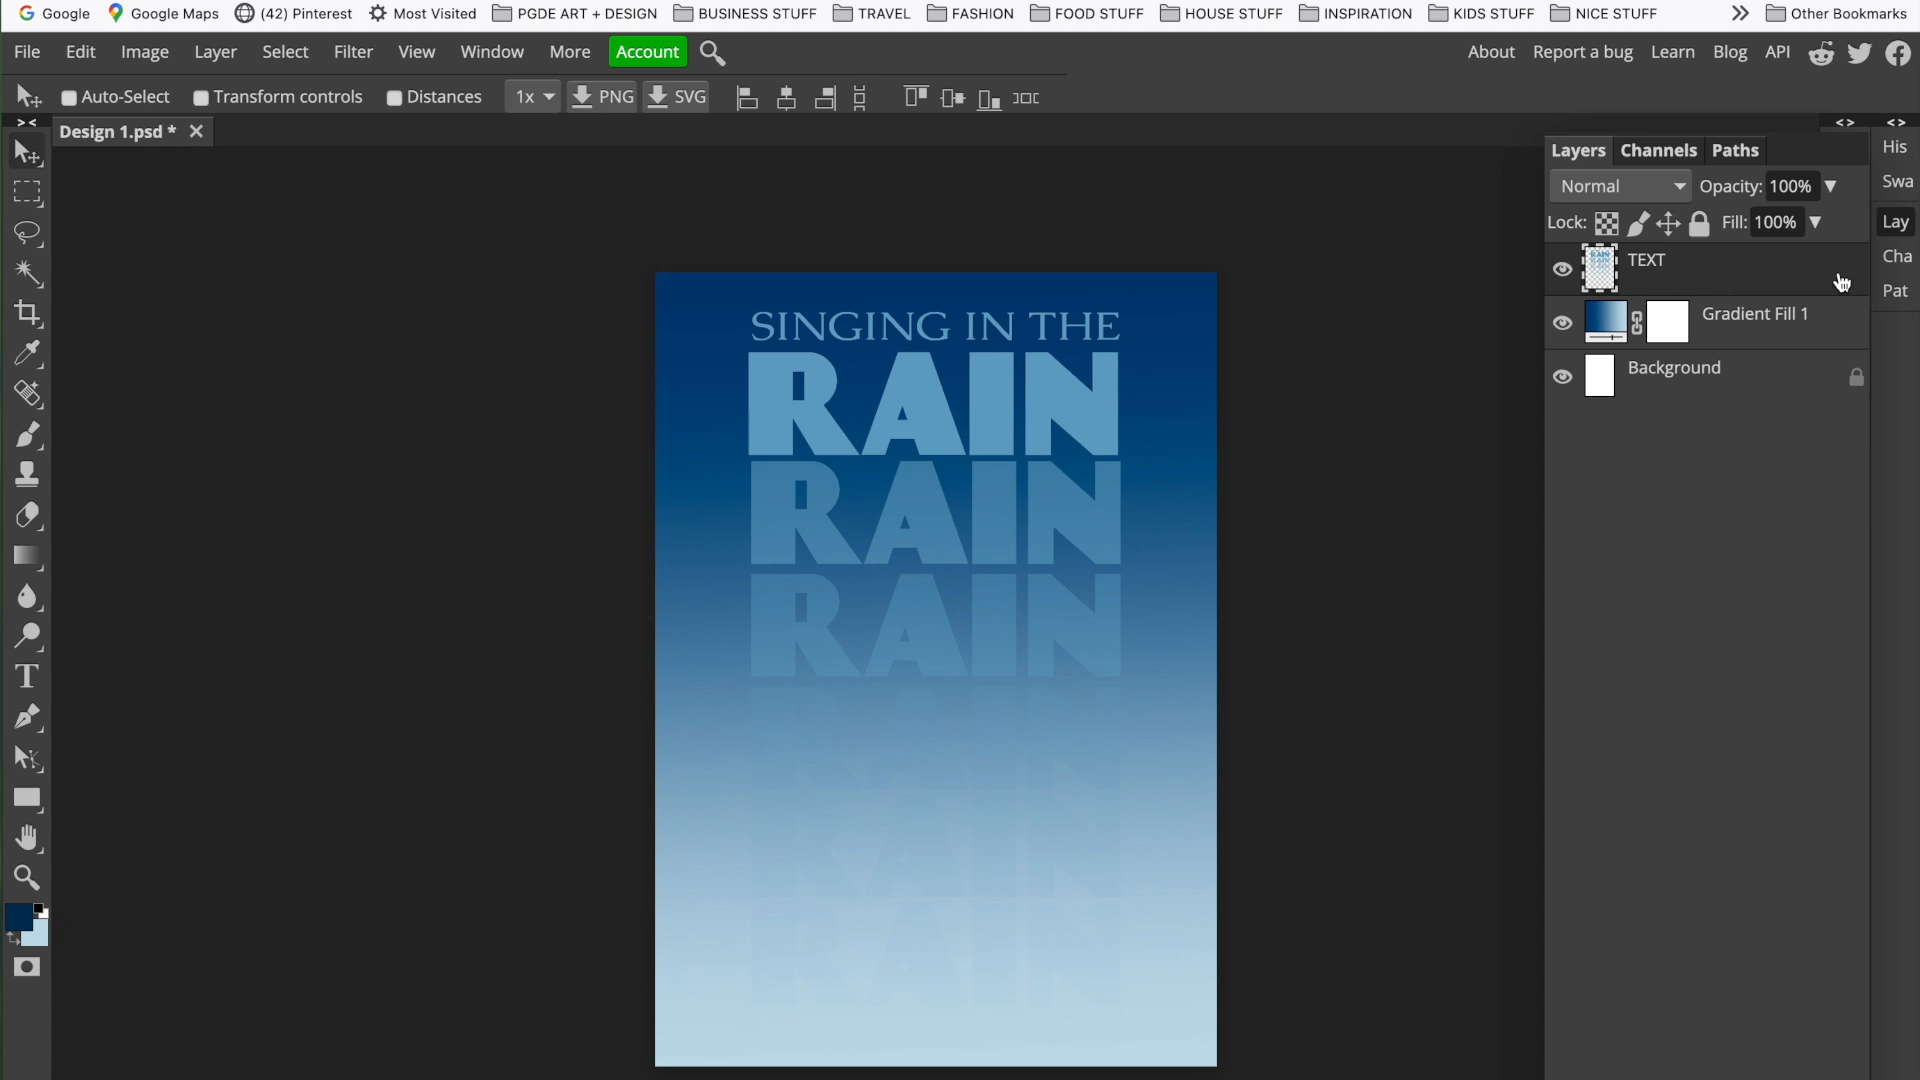 Google Google Maps (42) Pinterest Most Visited PGDE ART + DESIGN BUSINESS STUFF TRAVEL FASHION FOOD STUFF HOUSE STUFF INSPIRATION KIDS STUFF NICE STUFF Other Bookmarks
File Edit Image Layer Select Filter View Window More Account About Report a bug Learn Blog API
Auto-Select Transform controls Distances 1x PNG SVG
Design 1.psd *
Layers Channels Paths
Normal Opacity: 100%
Lock: Fill: 100%
TEXT
Gradient Fill 1
Background
His
Swa
Lay
Cha
Pat
SINGING IN THE
RAIN
RAIN
RAIN
RAIN
RAIN
RAIN